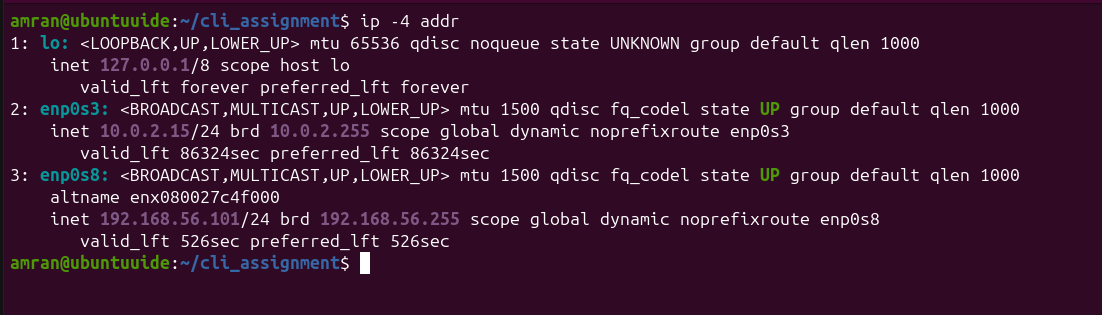 amran@ubuntuuide:~/cli_assignment$ ip -4 addr
1: lo: <LOOPBACK,UP,LOWER_UP> mtu 65536 qdisc noqueue state UNKNOWN group default qlen 1000
    inet 127.0.0.1/8 scope host lo
       valid_lft forever preferred_lft forever
2: enp0s3: <BROADCAST,MULTICAST,UP,LOWER_UP> mtu 1500 qdisc fq_codel state UP group default qlen 1000
    inet 10.0.2.15/24 brd 10.0.2.255 scope global dynamic noprefixroute enp0s3
       valid_lft 86324sec preferred_lft 86324sec
3: enp0s8: <BROADCAST,MULTICAST,UP,LOWER_UP> mtu 1500 qdisc fq_codel state UP group default qlen 1000
    altname enx080027c4f000
    inet 192.168.56.101/24 brd 192.168.56.255 scope global dynamic noprefixroute enp0s8
       valid_lft 526sec preferred_lft 526sec
amran@ubuntuuide:~/cli_assignment$